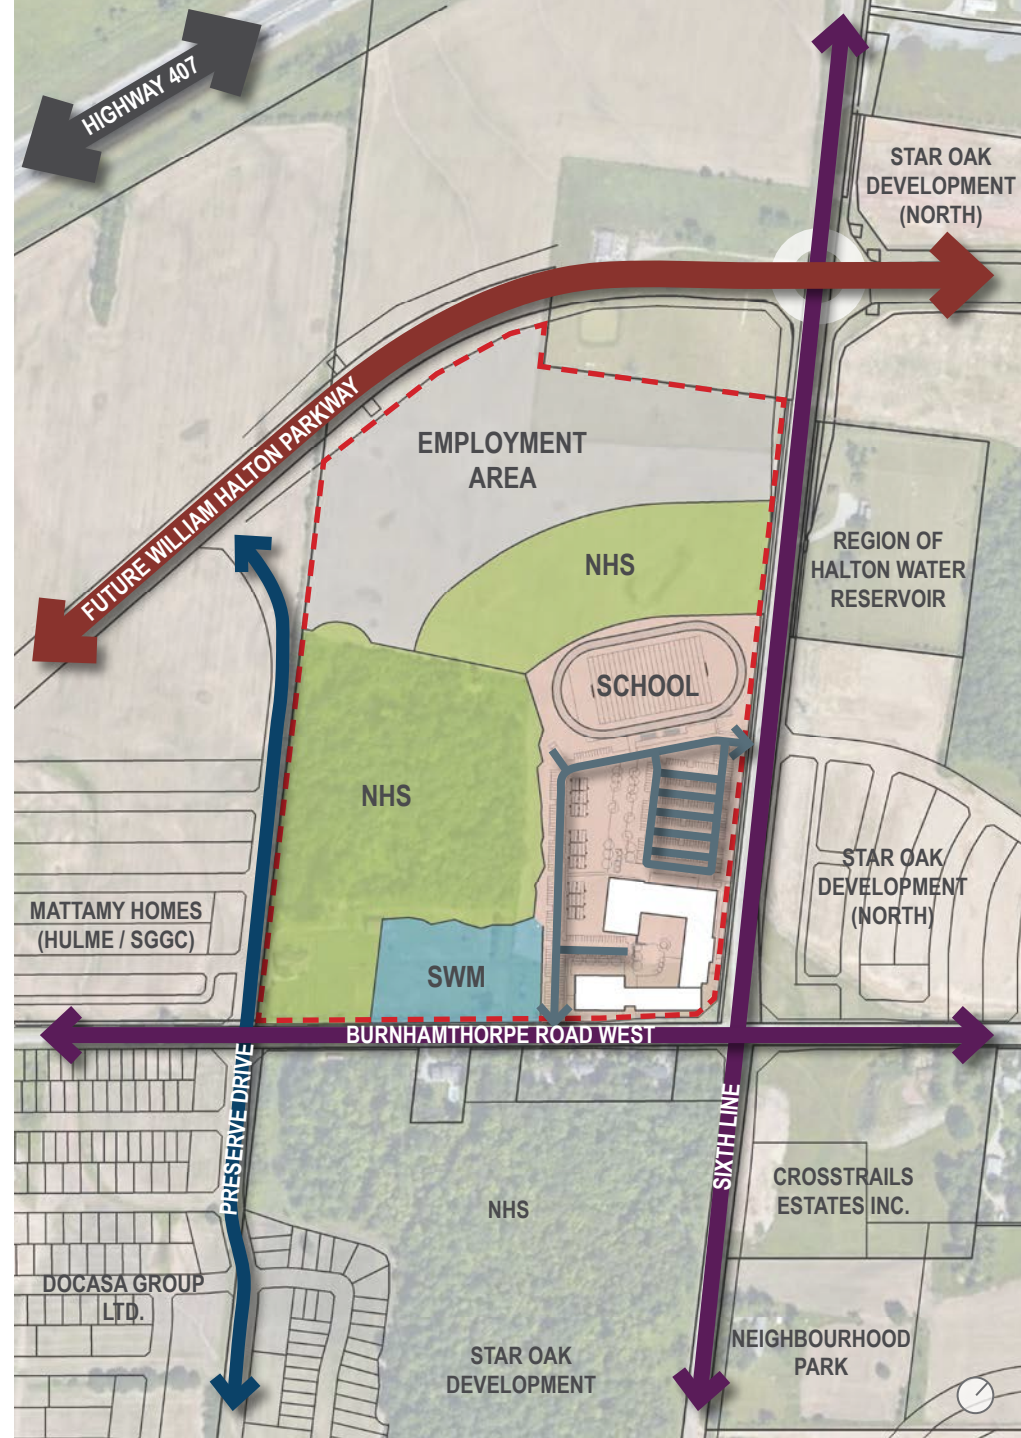 HIGHWAY 407
STAR OAK
DEVELOPMENT
(NORTH)
FUTURE WILLIAM HALTON PARKWAY
EMPLOYMENT
AREA
NHS
REGION OF
HALTON WATER
RESERVOIR
SCHOOL
NHS
STAR OAK
DEVELOPMENT
(NORTH)
MATTAMY HOMES
(HULME / SGGC)
SWM
BURNHAMTHORPE ROAD WEST
PRESERVE DRIVE
SIXTH LINE
CROSSTRAILS
ESTATES INC.
NHS
DOCASA GROUP
LTD.
NEIGHBOURHOOD
PARK
STAR OAK
DEVELOPMENT